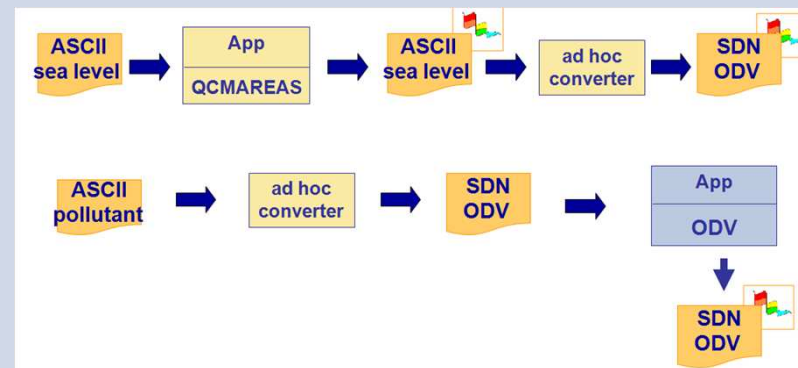 ASCII
sea level
App
QCMAREAS
ASCII
sea level
ad hoc
converter
SDN
ODV
ASCII
pollutant
ad hoc
converter
SDN
ODV
App
ODV
SDN
ODV